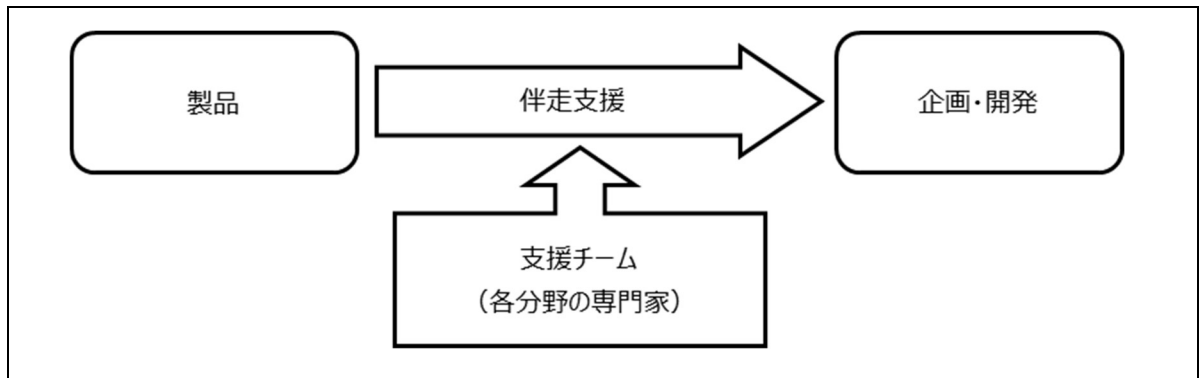 製品
伴走支援
企画・開発
支援チーム
（各分野の専門家）